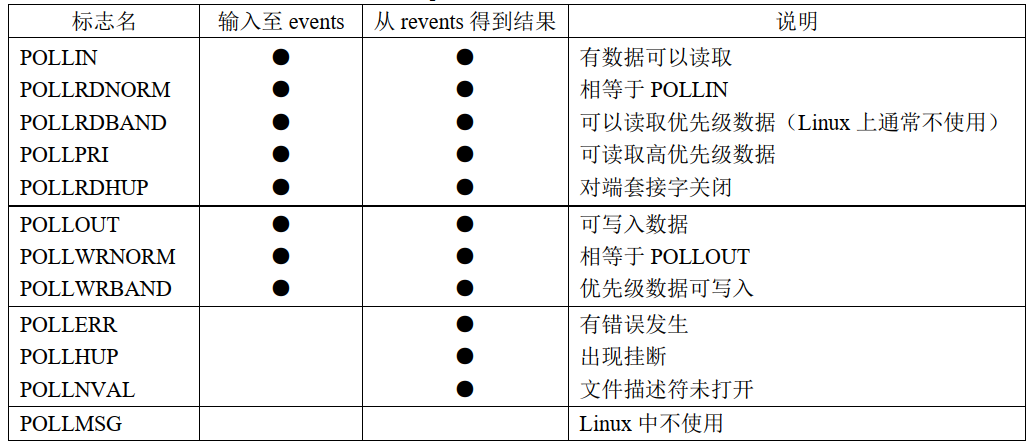 标志名 输入至 events 从 revents 得到结果 说明
POLLIN ● ● 有数据可以读取
POLLRDNORM ● ● 相等于 POLLIN
POLLRDBAND ● ● 可以读取优先级数据（Linux 上通常不使用）
POLLPRI ● ● 可读取高优先级数据
POLLRDHUP ● ● 对端套接字关闭
POLLOUT ● ● 可写入数据
POLLWRNORM ● ● 相等于 POLLOUT
POLLWRBAND ● ● 优先级数据可写入
POLLERR ● 有错误发生
POLLHUP ● 出现挂断
POLLNVAL ● 文件描述符未打开
POLLMSG Linux 中不使用